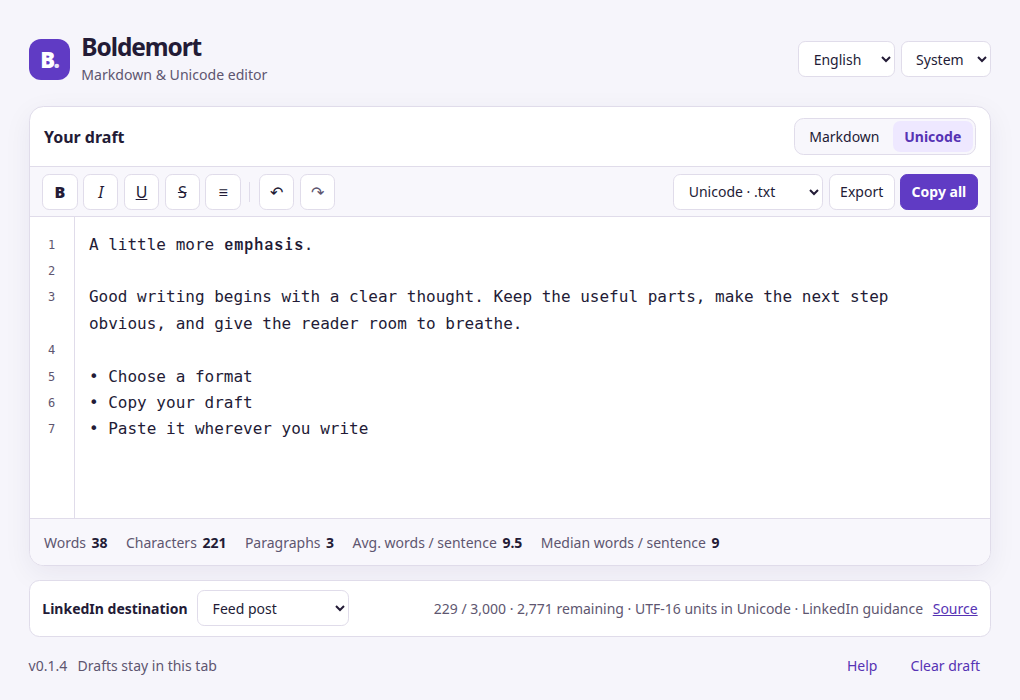 B.
Boldemort
Markdown & Unicode editor
English
System
Your draft
Markdown
Unicode
B
I
U
S
≡
↶
↷
Unicode · .txt
Export
Copy all
1
A little more emphasis.
2
3
Good writing begins with a clear thought. Keep the useful parts, make the next step
obvious, and give the reader room to breathe.
4
5
• Choose a format
6
• Copy your draft
7
• Paste it wherever you write
Words 38
Characters 221
Paragraphs 3
Avg. words / sentence 9.5
Median words / sentence 9
LinkedIn destination
Feed post
229 / 3,000 · 2,771 remaining · UTF-16 units in Unicode · LinkedIn guidance
Source
v0.1.4
Drafts stay in this tab
Help
Clear draft